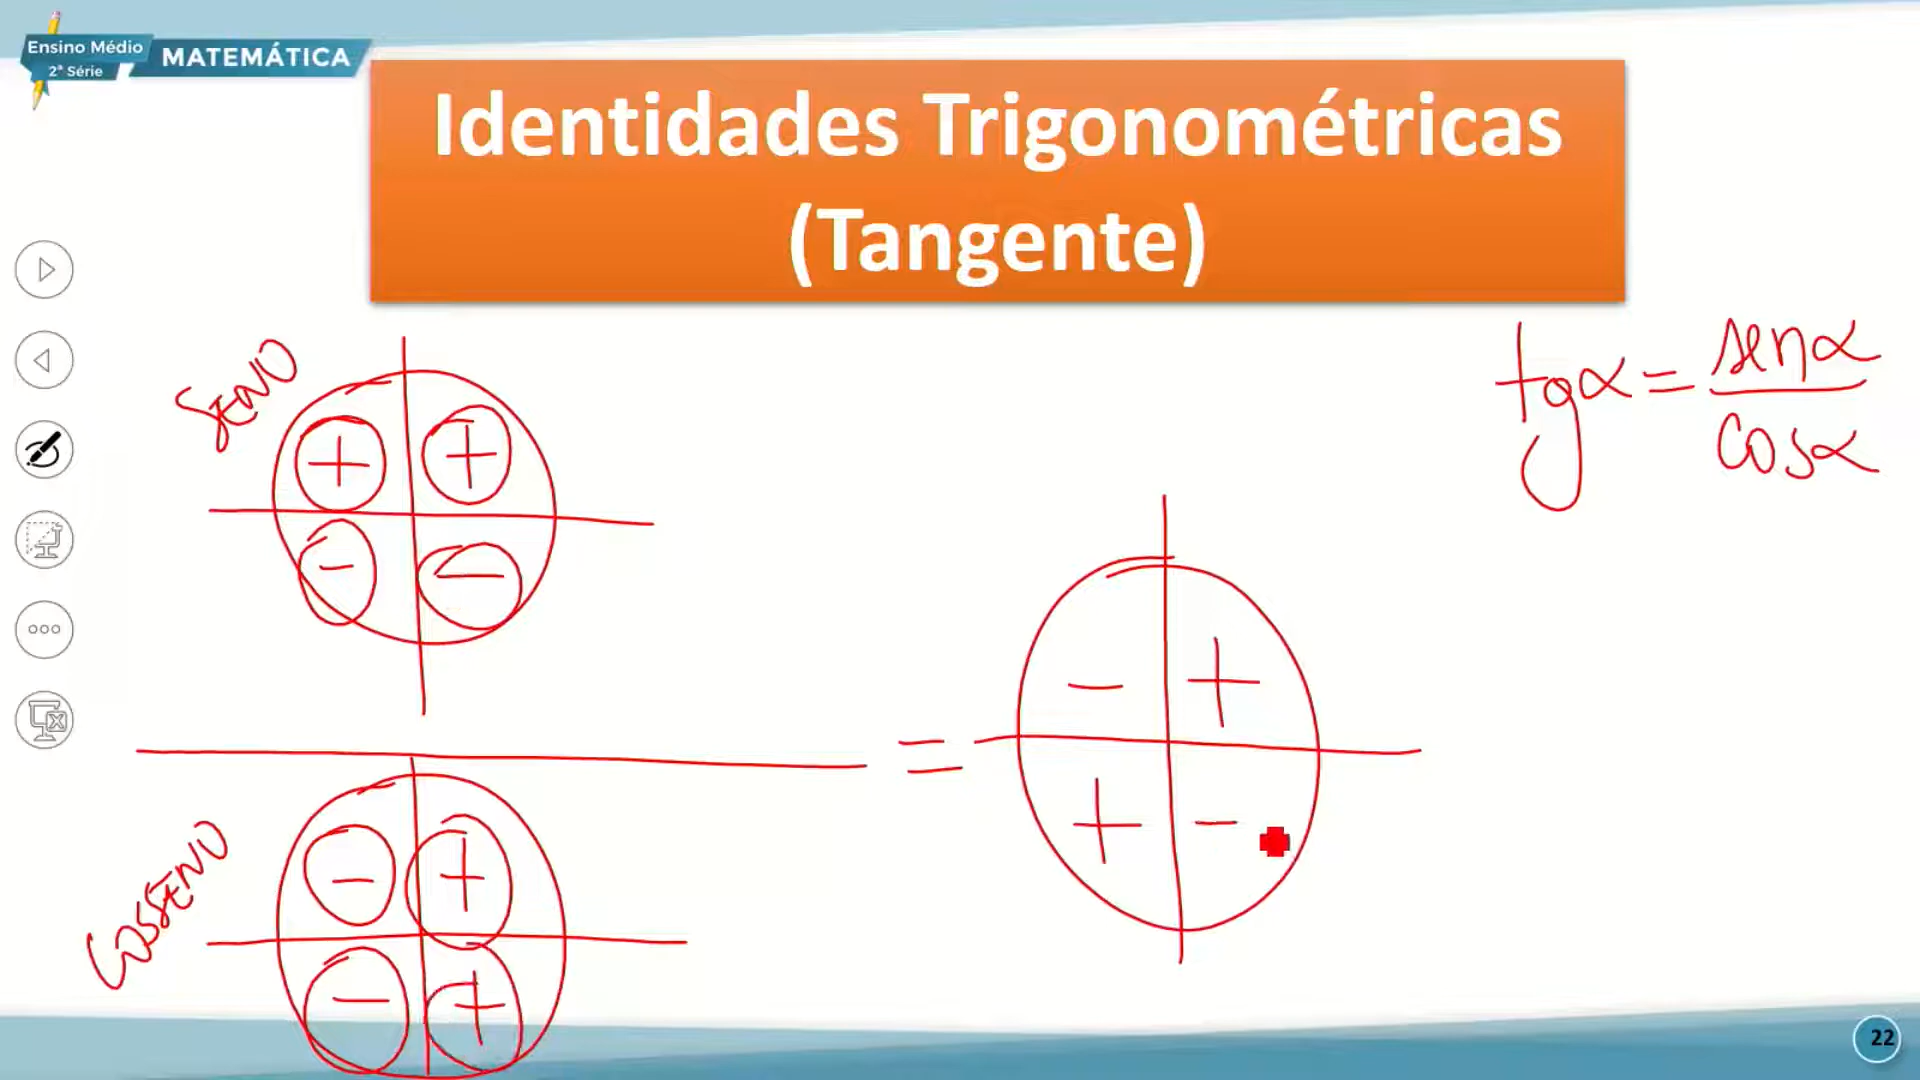 Ensino Médio
2ª Série
MATEMÁTICA
Identidades Trigonométricas
(Tangente)
SENO
+ +
- -
tgα = senα
cosα
=
- +
+ -
COSSENO
- +
- +
22